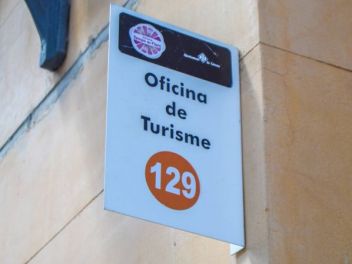 Oficina
de
Turisme
129